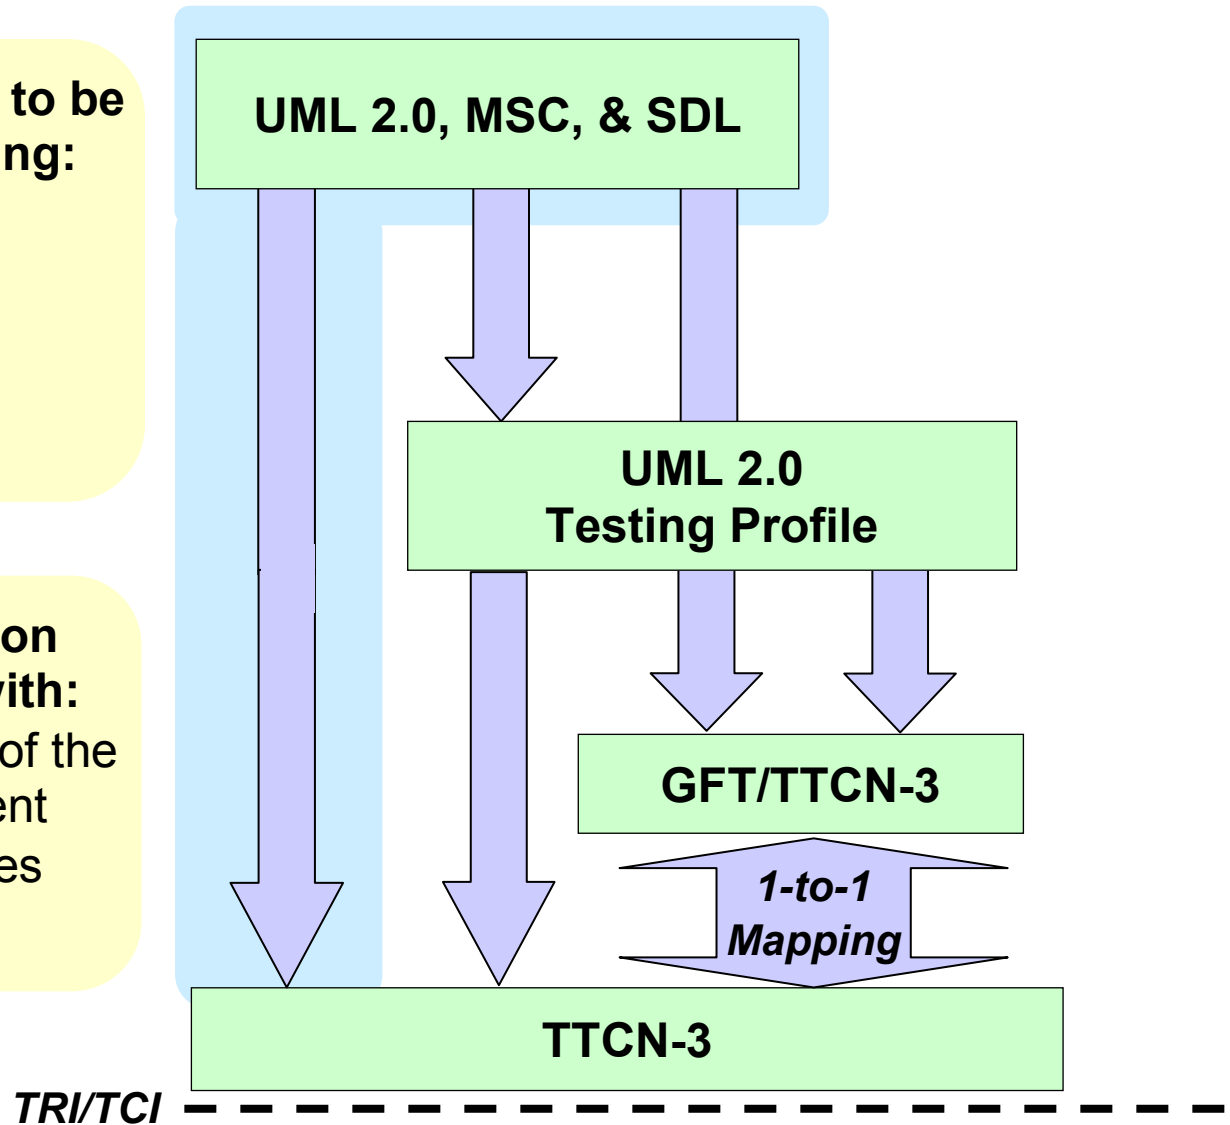 to be
ng:
on
vith:
of the
ent
es
UML 2.0, MSC, & SDL
UML 2.0
Testing Profile
GFT/TTCN-3
1-to-1
Mapping
TTCN-3
TRI/TCI